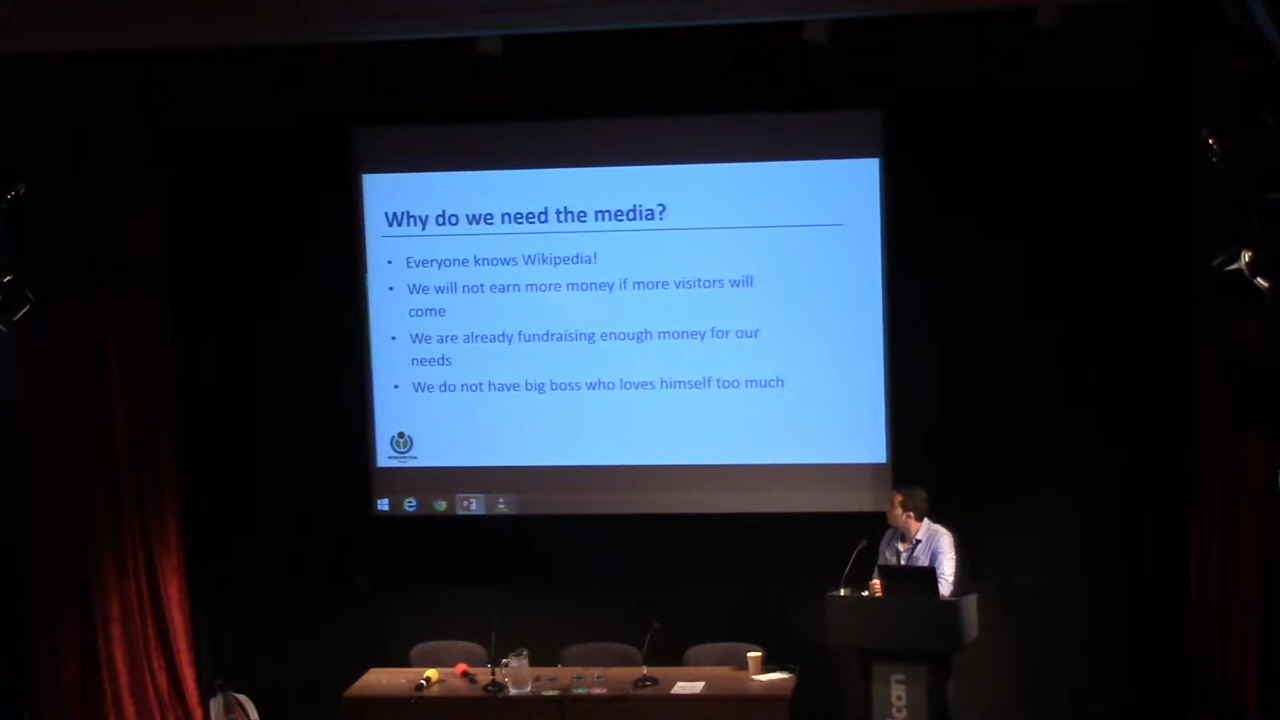 Why do we need the media?
• Everyone knows Wikipedia!
• We will not earn more money if more visitors will
come
• We are already fundraising enough money for our
needs
• We do not have big boss who loves himself too much
WIKIMEDIA
ican